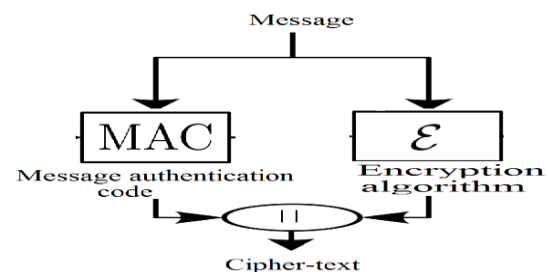 Message
MAC
ℰ
Message authentication
code
Encryption
algorithm
||
Cipher-text